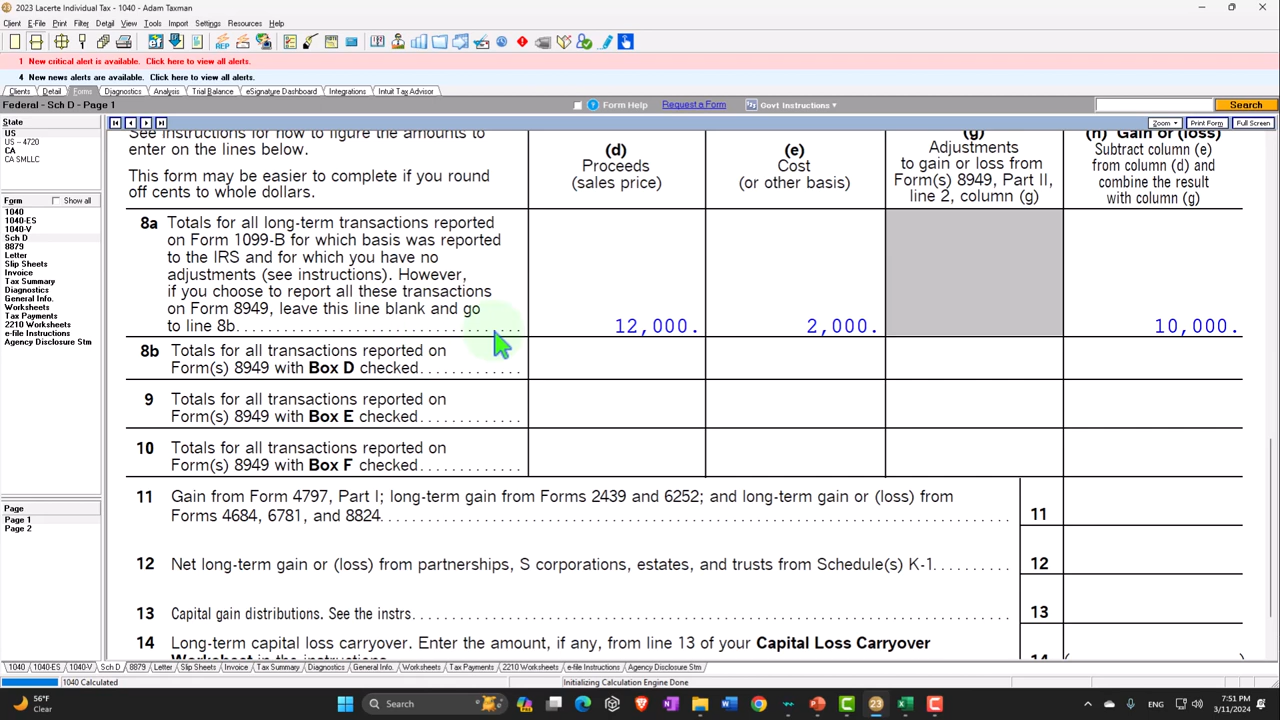 2023 Lacerte Individual Tax - 1040 - Adam Taxman
Client E-File Print Filter Detail View Tools Import Settings Resources Help
1 New critical alert is available. Click here to view all alerts.
4 New news alerts are available. Click here to view all alerts.
Clients Detail Forms Diagnostics Analysis Trial Balance eSignature Dashboard Integrations Intuit Tax Advisor
Federal - Sch D - Page 1
Form Help Request a Form Govt Instructions Search
State
US
US - 4720
CA
CA SMLLC
Form Show all
1040
1040-ES
1040-V
Sch D
8879
Letter
Slip Sheets
Invoice
Tax Summary
Diagnostics
General Info.
Worksheets
Tax Payments
2210 Worksheets
e-file Instructions
Agency Disclosure Stm
Page
Page 1
Page 2
Zoom Print Form Full Screen
See instructions for how to figure the amounts to
enter on the lines below.
This form may be easier to complete if you round
off cents to whole dollars.
(d)
Proceeds
(sales price)
(e)
Cost
(or other basis)
(g)
Adjustments
to gain or loss from
Form(s) 8949, Part II,
line 2, column (g)
(h) Gain or (loss)
Subtract column (e)
from column (d) and
combine the result
with column (g)
8a Totals for all long-term transactions reported
on Form 1099-B for which basis was reported
to the IRS and for which you have no
adjustments (see instructions). However,
if you choose to report all these transactions
on Form 8949, leave this line blank and go
to line 8b. 12,000. 2,000. 10,000.
8b Totals for all transactions reported on
Form(s) 8949 with Box D checked
9 Totals for all transactions reported on
Form(s) 8949 with Box E checked
10 Totals for all transactions reported on
Form(s) 8949 with Box F checked
11 Gain from Form 4797, Part I; long-term gain from Forms 2439 and 6252; and long-term gain or (loss) from
Forms 4684, 6781, and 8824. 11
12 Net long-term gain or (loss) from partnerships, S corporations, estates, and trusts from Schedule(s) K-1. 12
13 Capital gain distributions. See the instrs. 13
14 Long-term capital loss carryover. Enter the amount, if any, from line 13 of your Capital Loss Carryover
Worksheet in the instructions 14 (
1040 1040-ES 1040-V Sch D 8879 Letter Slip Sheets Invoice Tax Summary Diagnostics General Info. Worksheets Tax Payments 2210 Worksheets e-file Instructions Agency Disclosure Stm
1040 Calculated Initializing Calculation Engine Done
56°F
Clear
Search
ENG
7:51 PM
3/11/2024